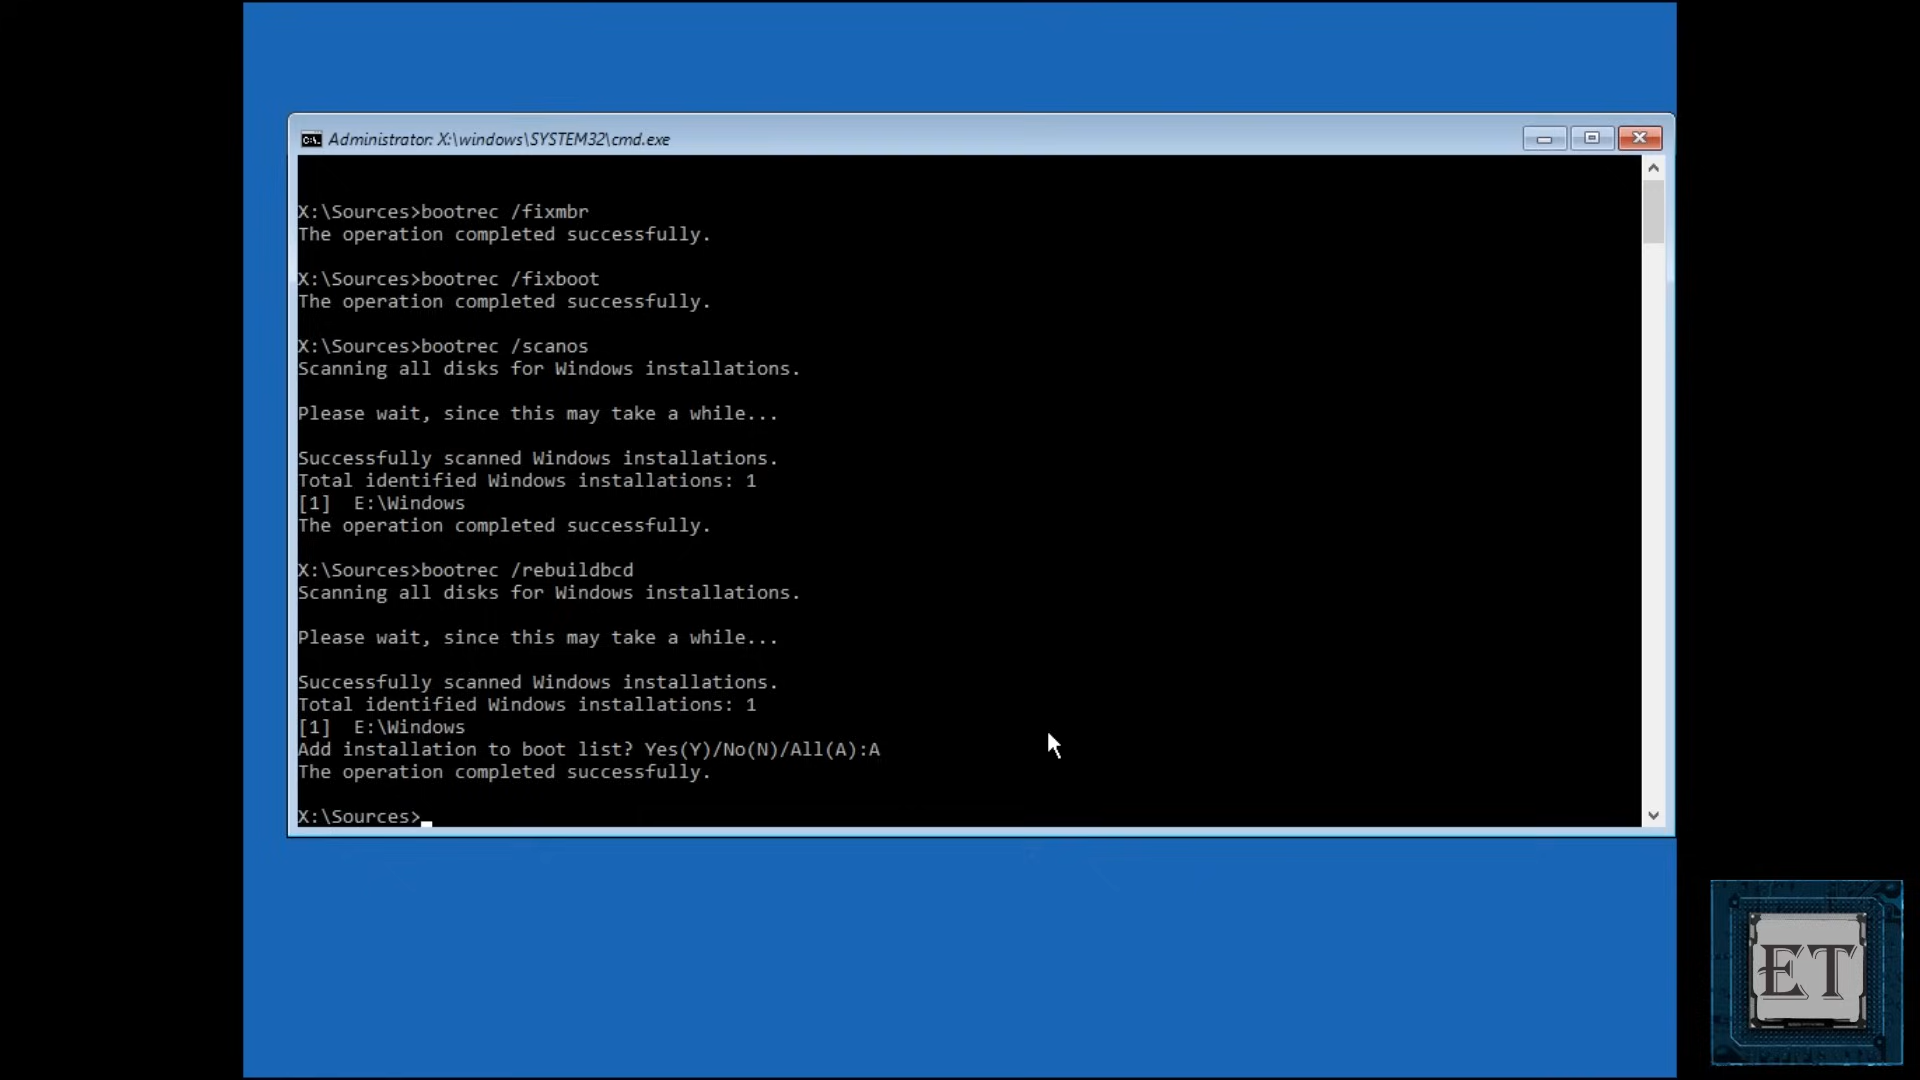 Administrator: X:\windows\SYSTEM32\cmd.exe
X:\Sources>bootrec /fixmbr
The operation completed successfully.
X:\Sources>bootrec /fixboot
The operation completed successfully.
X:\Sources>bootrec /scanos
Scanning all disks for Windows installations.
Please wait, since this may take a while...
Successfully scanned Windows installations.
Total identified Windows installations: 1
[1]  E:\Windows
The operation completed successfully.
X:\Sources>bootrec /rebuildbcd
Scanning all disks for Windows installations.
Please wait, since this may take a while...
Successfully scanned Windows installations.
Total identified Windows installations: 1
[1]  E:\Windows
Add installation to boot list? Yes(Y)/No(N)/All(A):A
The operation completed successfully.
X:\Sources>
ET